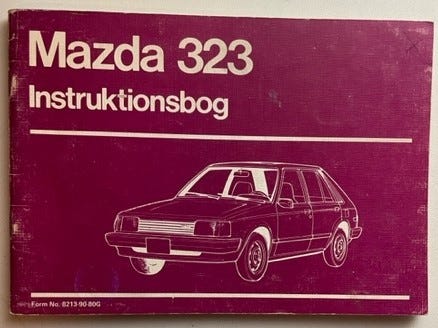 Mazda 323
Instruktionsbog
Form No. 8213-90-80G